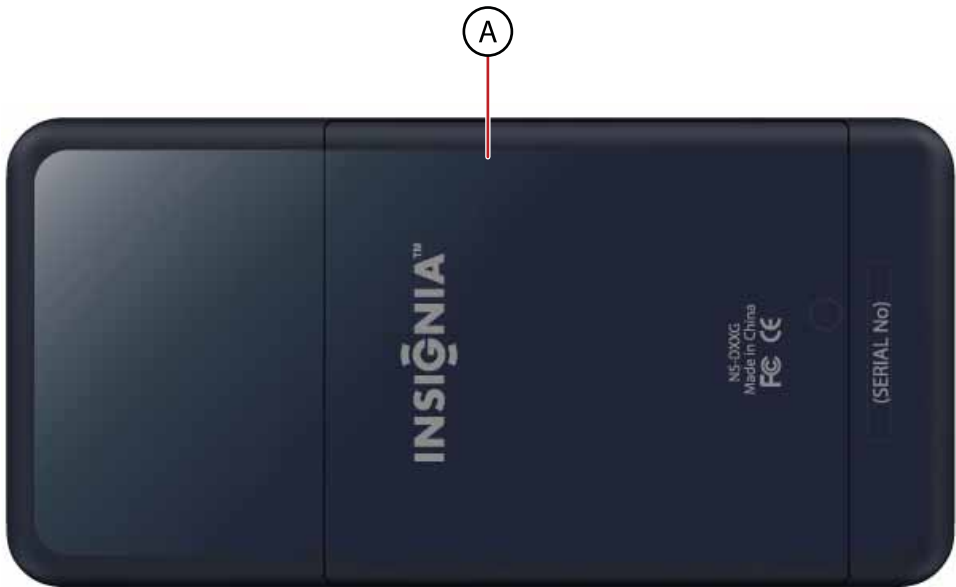 A
INSIGNIA™
NS-DXXG
Made in China
FC CE
(SERIAL No)